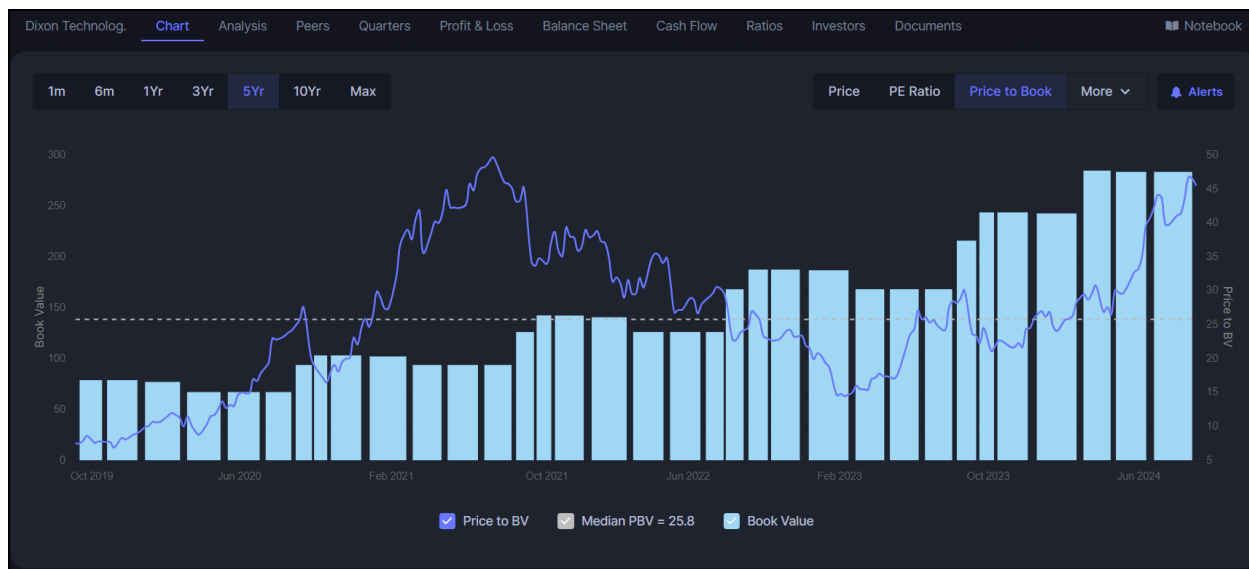 Dixon Technolog. Chart Analysis Peers Quarters Profit & Loss Balance Sheet Cash Flow Ratios Investors Documents Notebook
1m 6m 1Yr 3Yr 5Yr 10Yr Max Price PE Ratio Price to Book More Alerts
300 50
45
250
40
200 35
30
150
25
100 20
15
50
10
0 5
Book Value
Price to BV
Oct 2019 Jun 2020 Feb 2021 Oct 2021 Jun 2022 Feb 2023 Oct 2023 Jun 2024
Price to BV Median PBV = 25.8 Book Value